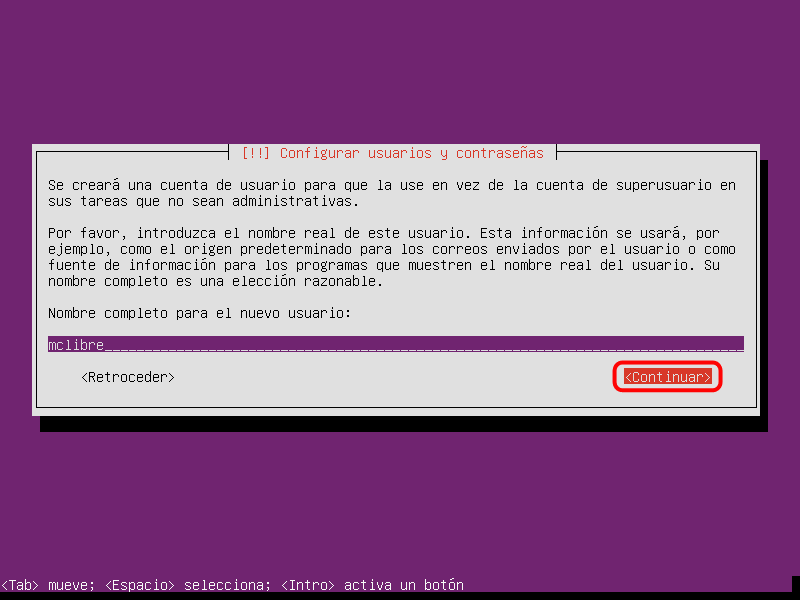 [!!] Configurar usuarios y contraseñas
Se creará una cuenta de usuario para que la use en vez de la cuenta de superusuario en
sus tareas que no sean administrativas.
Por favor, introduzca el nombre real de este usuario. Esta información se usará, por
ejemplo, como el origen predeterminado para los correos enviados por el usuario o como
fuente de información para los programas que muestren el nombre real del usuario. Su
nombre completo es una elección razonable.
Nombre completo para el nuevo usuario:
mclibre
<Retroceder> <Continuar>
<Tab> mueve; <Espacio> selecciona; <Intro> activa un botón